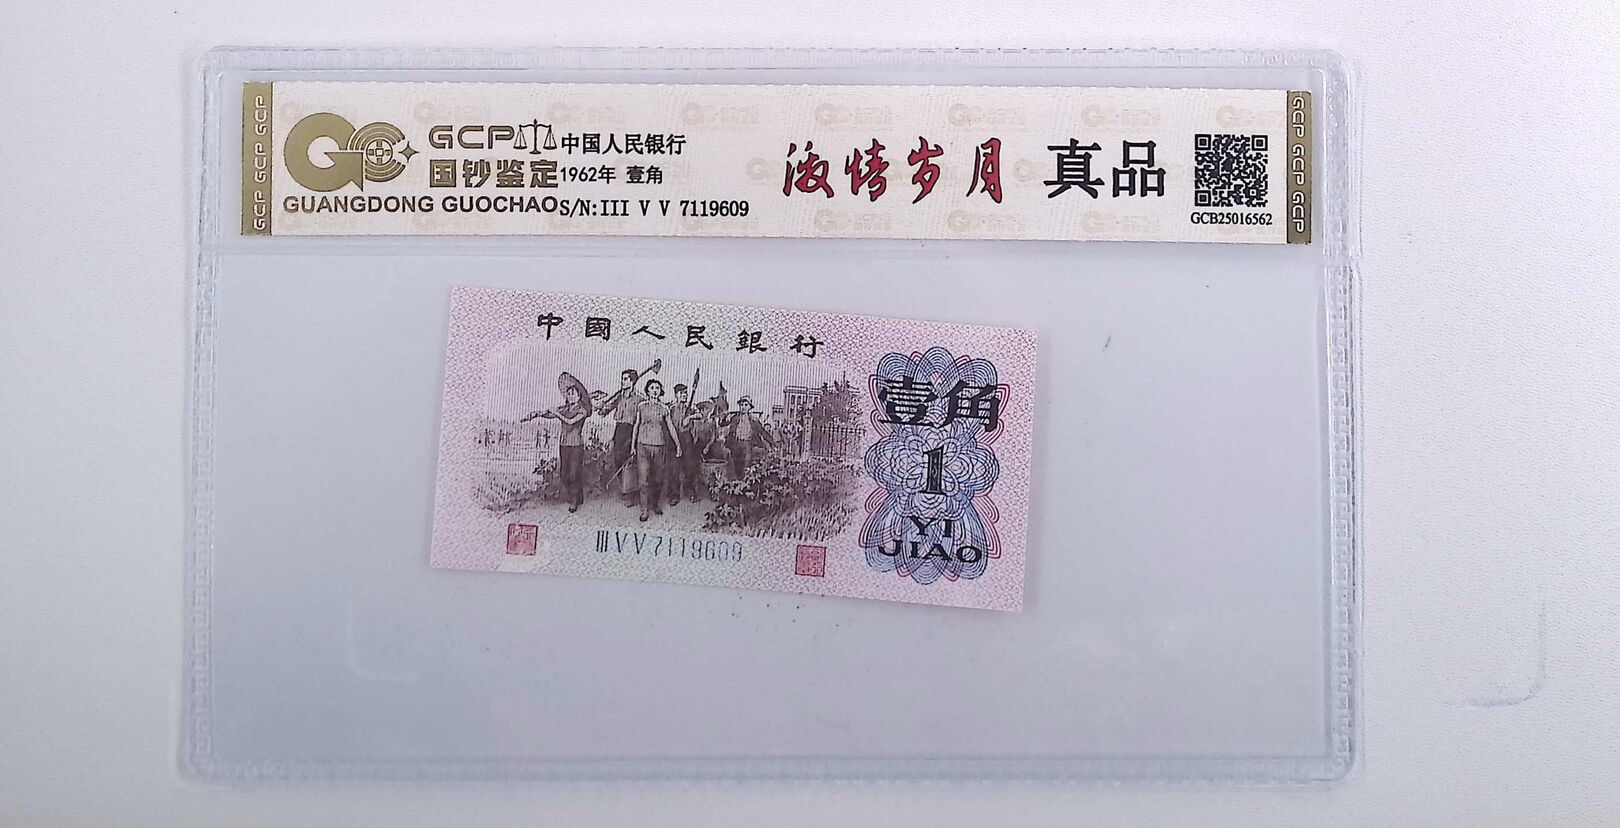 GCP GCP GCP
GCP
国钞鉴定
GUANGDONG GUOCHAO
中国人民银行
1962年 壹角
S/N:III V V 7119609
激情岁月
真品
GCB25016562
GCP GCP GCP
中國人民銀行
壹角
1
YI
JIAO
III V V 7119609